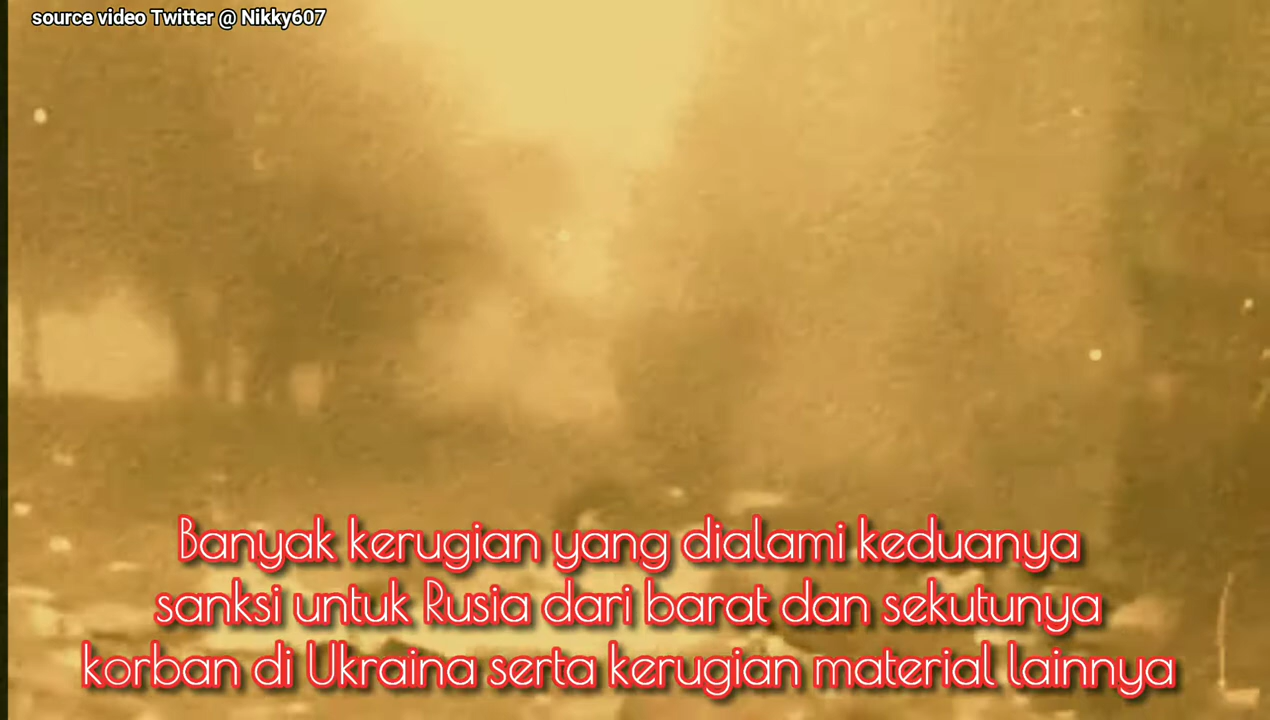 source video Twitter @ Nikky607
Banyak kerugian yang dialami keduanya
sanksi untuk Rusia dari barat dan sekutunya
korban di Ukraina serta kerugian material lainnya